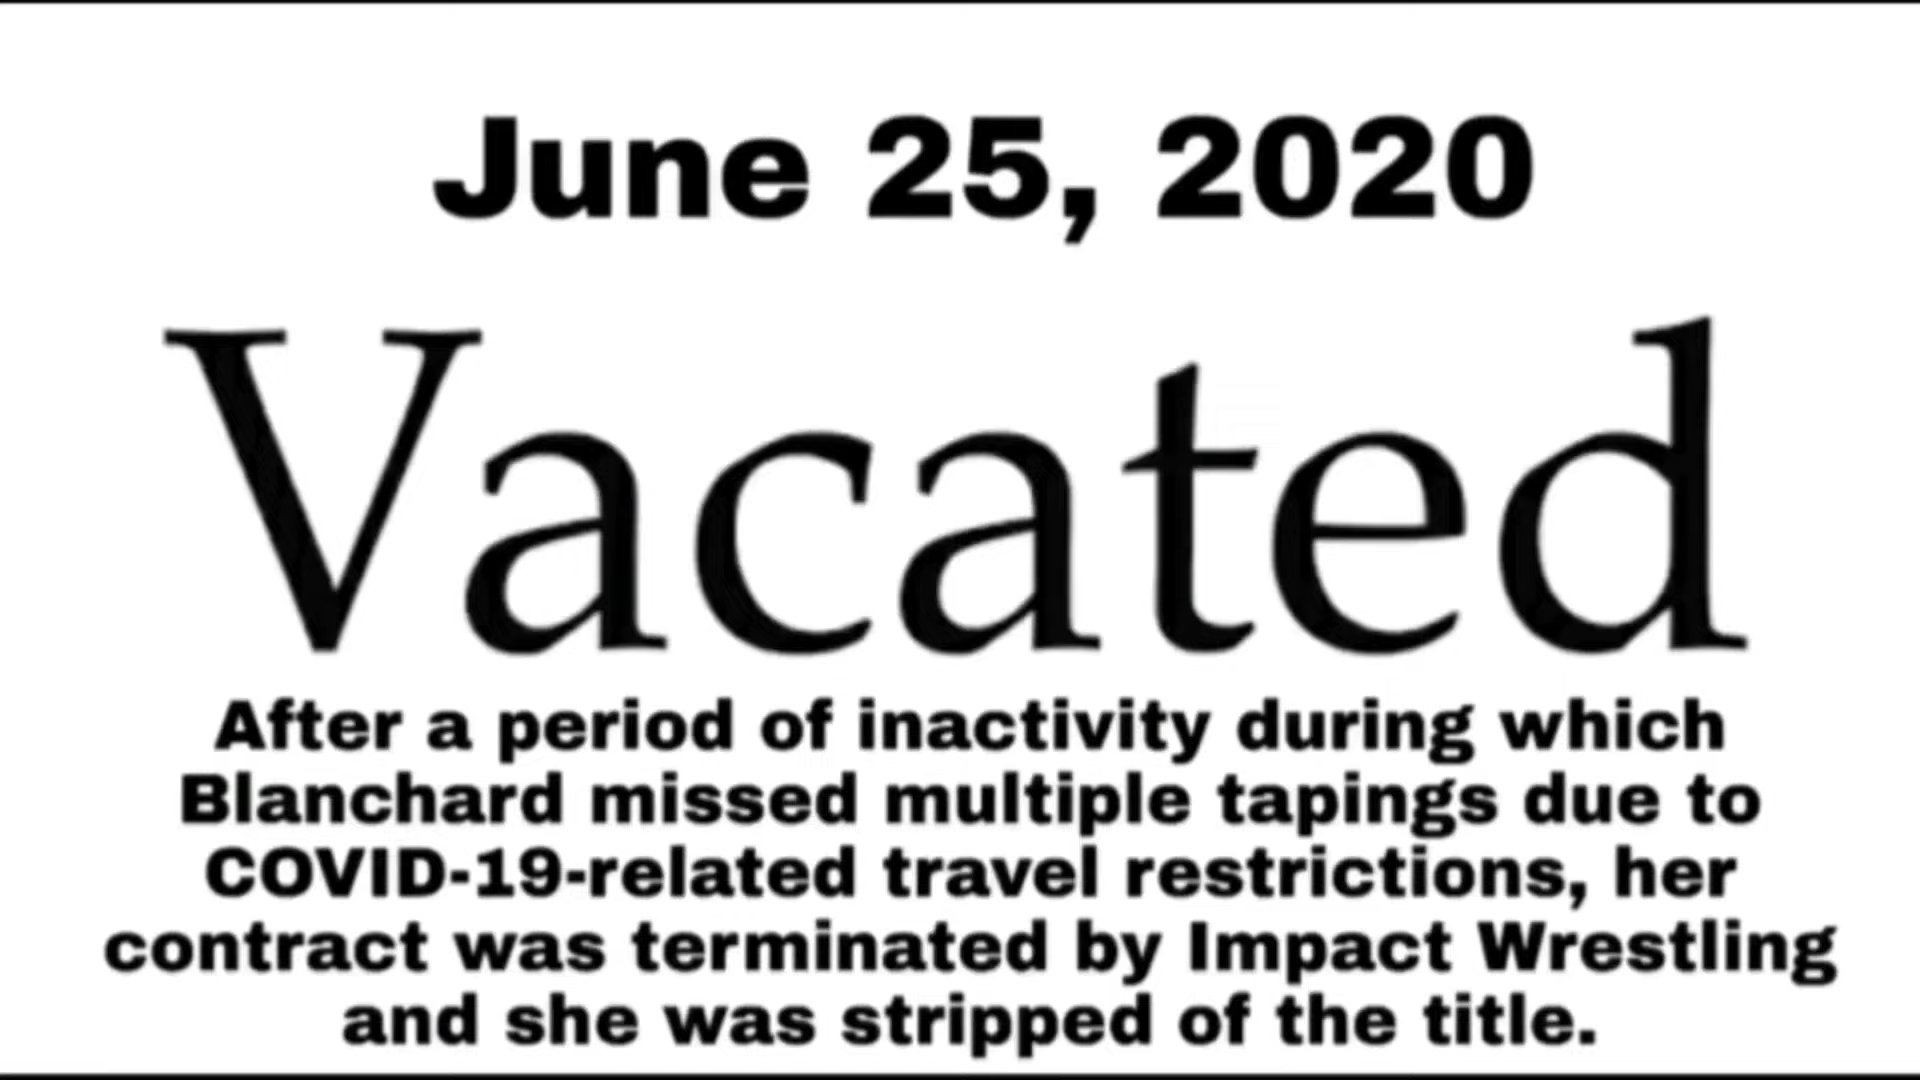 June 25, 2020
Vacated
After a period of inactivity during which
Blanchard missed multiple tapings due to
COVID-19-related travel restrictions, her
contract was terminated by Impact Wrestling
and she was stripped of the title.